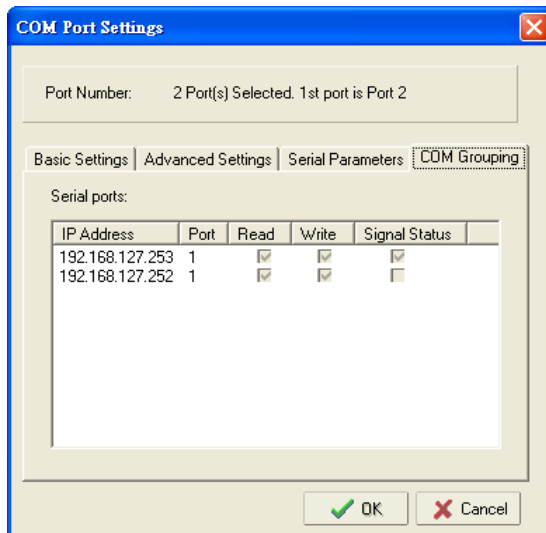 COM Port Settings
Port Number: 2 Port(s) Selected. 1st port is Port 2
Basic Settings Advanced Settings Serial Parameters COM Grouping
Serial ports:
IP Address Port Read Write Signal Status
192.168.127.253 1
192.168.127.252 1
OK Cancel